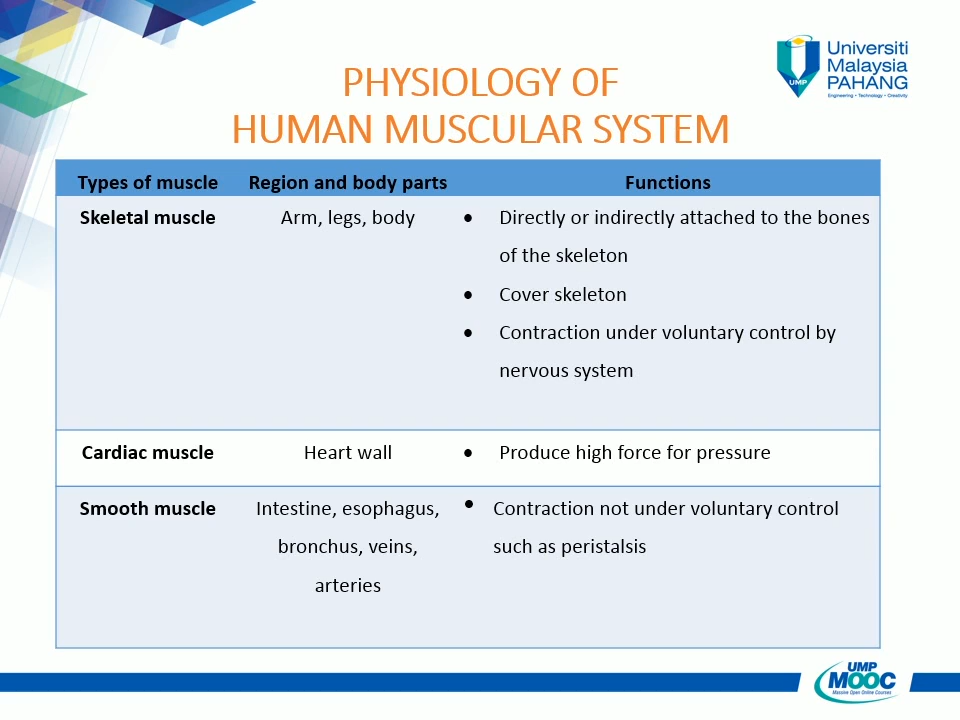 UMP
Universiti
Malaysia
PAHANG
Engineering • Technology • Creativity
PHYSIOLOGY OF
HUMAN MUSCULAR SYSTEM
Types of muscle Region and body parts Functions
Skeletal muscle Arm, legs, body • Directly or indirectly attached to the bones
of the skeleton
• Cover skeleton
• Contraction under voluntary control by
nervous system
Cardiac muscle Heart wall • Produce high force for pressure
Smooth muscle Intestine, esophagus, • Contraction not under voluntary control
bronchus, veins, such as peristalsis
arteries
UMP
MOOC
Massive Open Online Courses